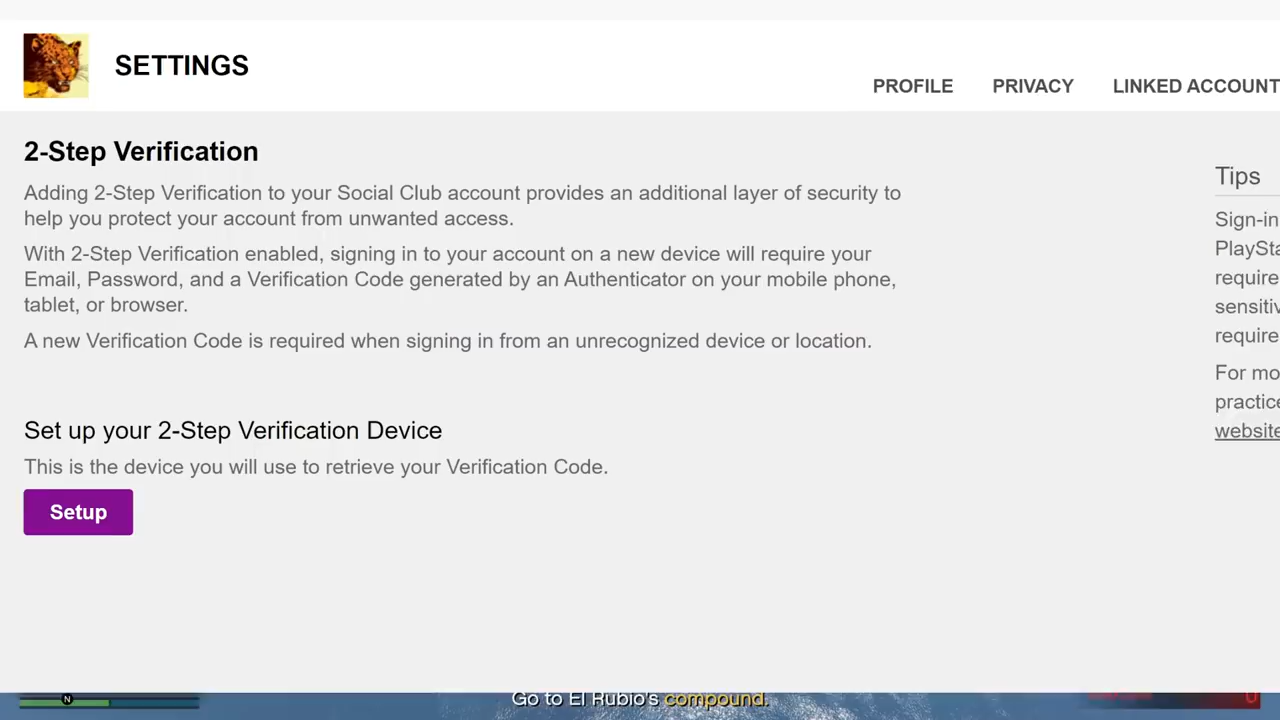 SETTINGS
PROFILE PRIVACY LINKED ACCOUNT
2-Step Verification
Adding 2-Step Verification to your Social Club account provides an additional layer of security to
help you protect your account from unwanted access.
With 2-Step Verification enabled, signing in to your account on a new device will require your
Email, Password, and a Verification Code generated by an Authenticator on your mobile phone,
tablet, or browser.
A new Verification Code is required when signing in from an unrecognized device or location.
Set up your 2-Step Verification Device
This is the device you will use to retrieve your Verification Code.
Setup
Tips
Sign-in
PlaySta
require
sensitiv
require
For mo
practice
website
N
Go to El Rubio's compound.
0